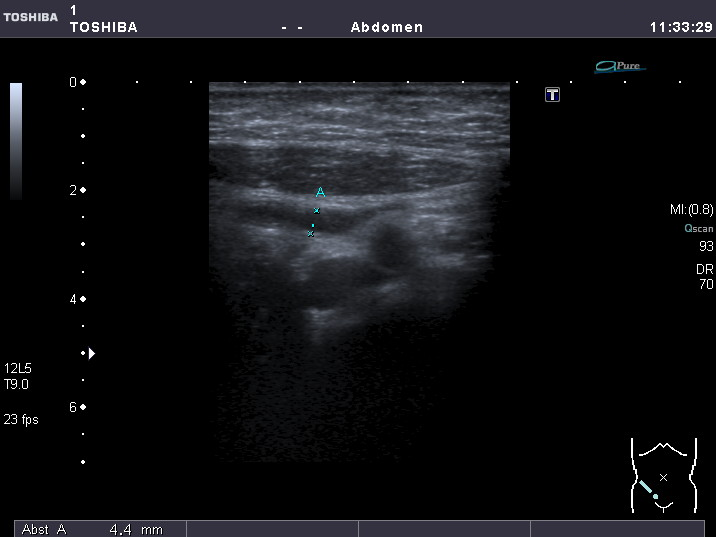 TOSHIBA
1
TOSHIBA - - Abdomen 11:33:29
aPure
0
T
A
2
MI:(0.8)
Qscan
93
DR
70
4
12L5
T9.0
6
23 fps
Abst A 4.4 mm